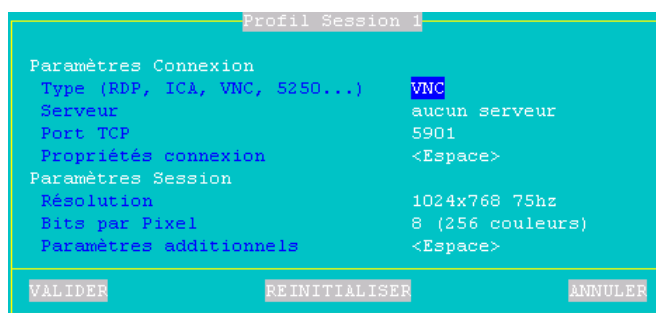 Profil Session 1
Paramètres Connexion
Type (RDP, ICA, VNC, 5250...) VNC
Serveur aucun serveur
Port TCP 5901
Propriétés connexion <Espace>
Paramètres Session
Résolution 1024x768 75hz
Bits par Pixel 8 (256 couleurs)
Paramètres additionnels <Espace>
VALIDER REINITIALISER ANNULER